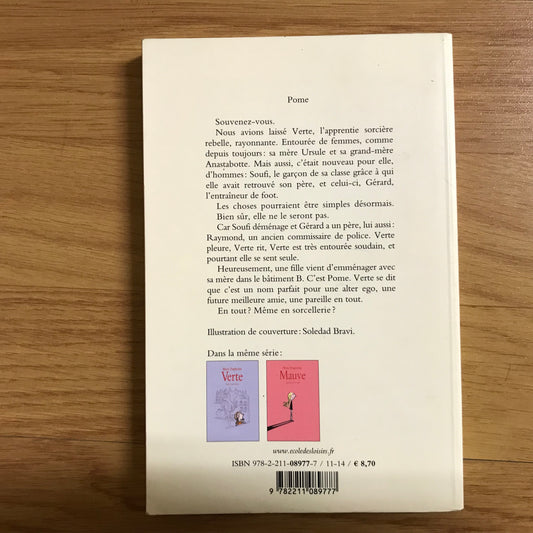 Pome
Souvenez-vous.
Nous avions laissé Verte, l'apprentie sorcière
rebelle, rayonnante. Entourée de femmes, comme
depuis toujours : sa mère Ursule et sa grand-mère
Anastabotte. Mais aussi, c'était nouveau pour elle,
d'hommes : Soufi, le garçon de sa classe grâce à qui
elle avait retrouvé son père, et celui-ci, Gérard,
l'entraîneur de foot.
Les choses pourraient être simples désormais.
Bien sûr, elle ne le seront pas.
Car Soufi déménage et Gérard a un père, lui aussi :
Raymond, un ancien commissaire de police. Verte
pleure, Verte rit, Verte est très entourée soudain, et
pourtant elle se sent seule.
Heureusement, une fille vient d'emménager avec
sa mère dans le bâtiment B. C'est Pome. Verte se dit
que c'est un nom parfait pour une alter ego, une
future meilleure amie, une pareille en tout.
En tout ? Même en sorcellerie ?
Illustration de couverture : Soledad Bravi.
Dans la même série :
Verte
Mauve
www.ecoledesloisirs.fr
ISBN 978-2-211-08977-7 / 11-14 / € 8,70
9 782211 089777